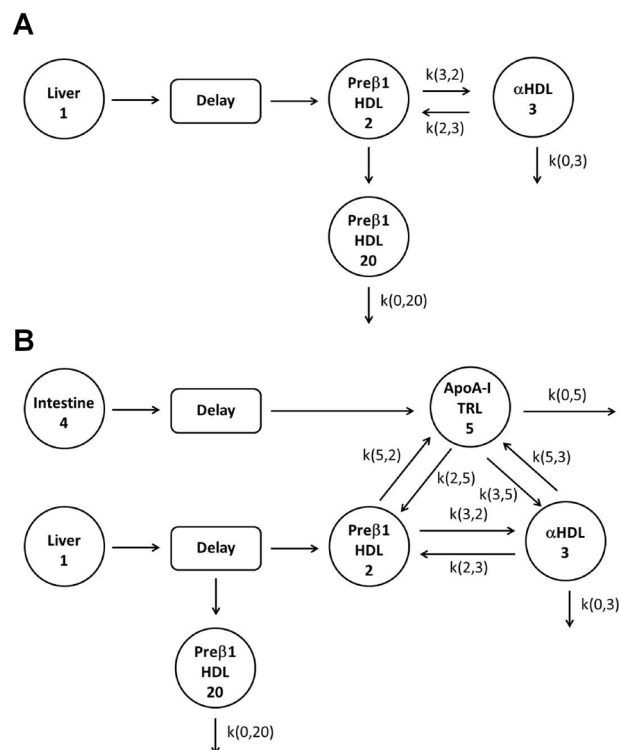 A
Liver
1
Delay
Preβ1
HDL
2
k(3,2)
k(2,3)
αHDL
3
k(0,3)
Preβ1
HDL
20
k(0,20)
B
Intestine
4
Delay
ApoA-I
TRL
5
k(0,5)
k(5,2)
k(2,5)
k(5,3)
k(3,5)
Liver
1
Delay
Preβ1
HDL
2
k(3,2)
k(2,3)
αHDL
3
k(0,3)
Preβ1
HDL
20
k(0,20)